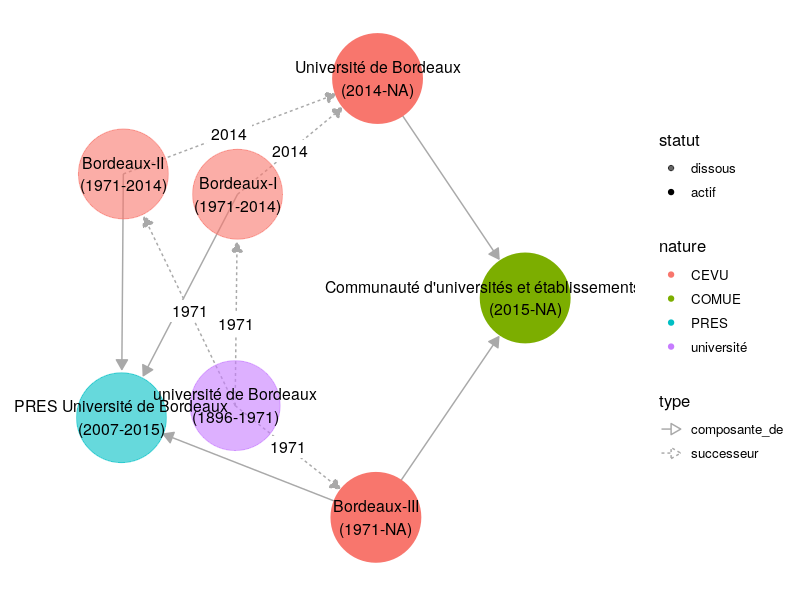 Université de Bordeaux
(2014-NA)
2014
2014
Bordeaux-II
(1971-2014)
Bordeaux-I
(1971-2014)
Communauté d'universités et établissements
(2015-NA)
1971
1971
université de Bordeaux
(1896-1971)
PRES Université de Bordeaux
(2007-2015)
1971
Bordeaux-III
(1971-NA)
statut
dissous
actif
nature
CEVU
COMUE
PRES
université
type
composante_de
successeur